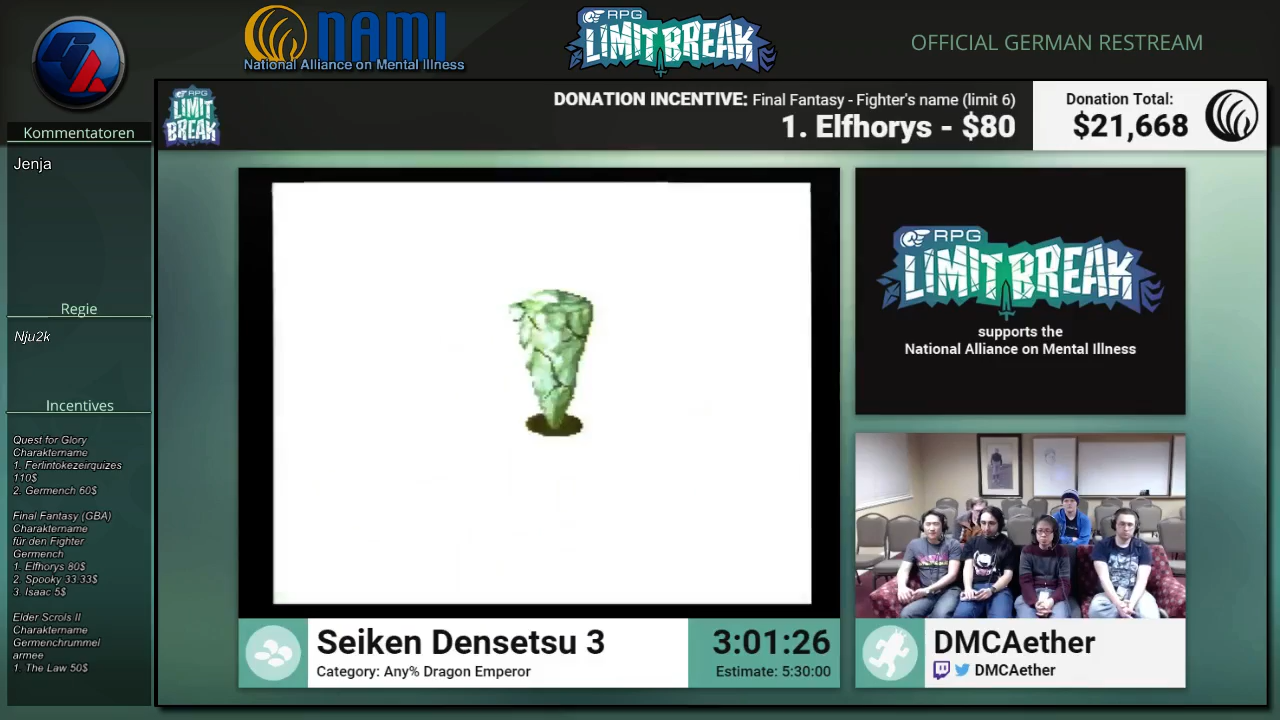 NAMI
National Alliance on Mental Illness
RPG
LIMIT BREAK
OFFICIAL GERMAN RESTREAM
Kommentatoren
Jenja
Regie
Nju2k
Incentives
Quest for Glory
Charaktername
1. Ferlintokezeirquizes
110$
2. Germench 60$
Final Fantasy (GBA)
Charaktername
für den Fighter
Germench
1. Elfhorys 80$
2. Spooky 33.33$
3. Isaac 5$
Elder Scrolls II
Charaktername
Germenchrummel
armee
1. The Law 50$
RPG
LIMIT
BREAK
DONATION INCENTIVE: Final Fantasy - Fighter's name (limit 6)
1. Elfhorys - $80
Donation Total:
$21,668
RPG
LIMIT BREAK
supports the
National Alliance on Mental Illness
Seiken Densetsu 3
Category: Any% Dragon Emperor
3:01:26
Estimate: 5:30:00
DMCAether
DMCAether